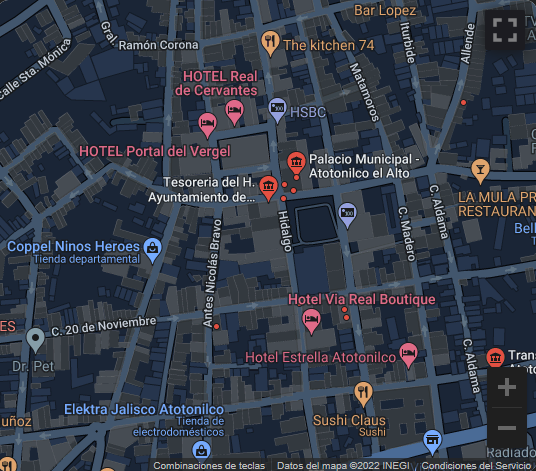 Bar Lopez
Gral.
Ramón Corona
Calle Sta. Mónica
The kitchen 74
Iturbide
Allende
Matamoros
HOTEL Real
de Cervantes
HSBC
HOTEL Portal del Vergel
Palacio Municipal -
Atotonilco el Alto
Tesoreria del H.
Ayuntamiento de...
LA MULA PR
RESTAURAN
Hidalgo
C. Madero
C. Aldama
Bell
Coppel Ninos Heroes
Tienda departamental
Antes Nicolás Bravo
Hotel Via Real Boutique
ES
C. 20 de Noviembre
Dr. Pet
Hotel Estrella Atotonilco
C. Aldama
Trans
Elektra Jalisco Atotonilco
Tienda de
electrodomésticos
Sushi Claus
Sushi
uñoz
Radiado
Combinaciones de teclas
Datos del mapa ©2022 INEGI
Condiciones del Servicio